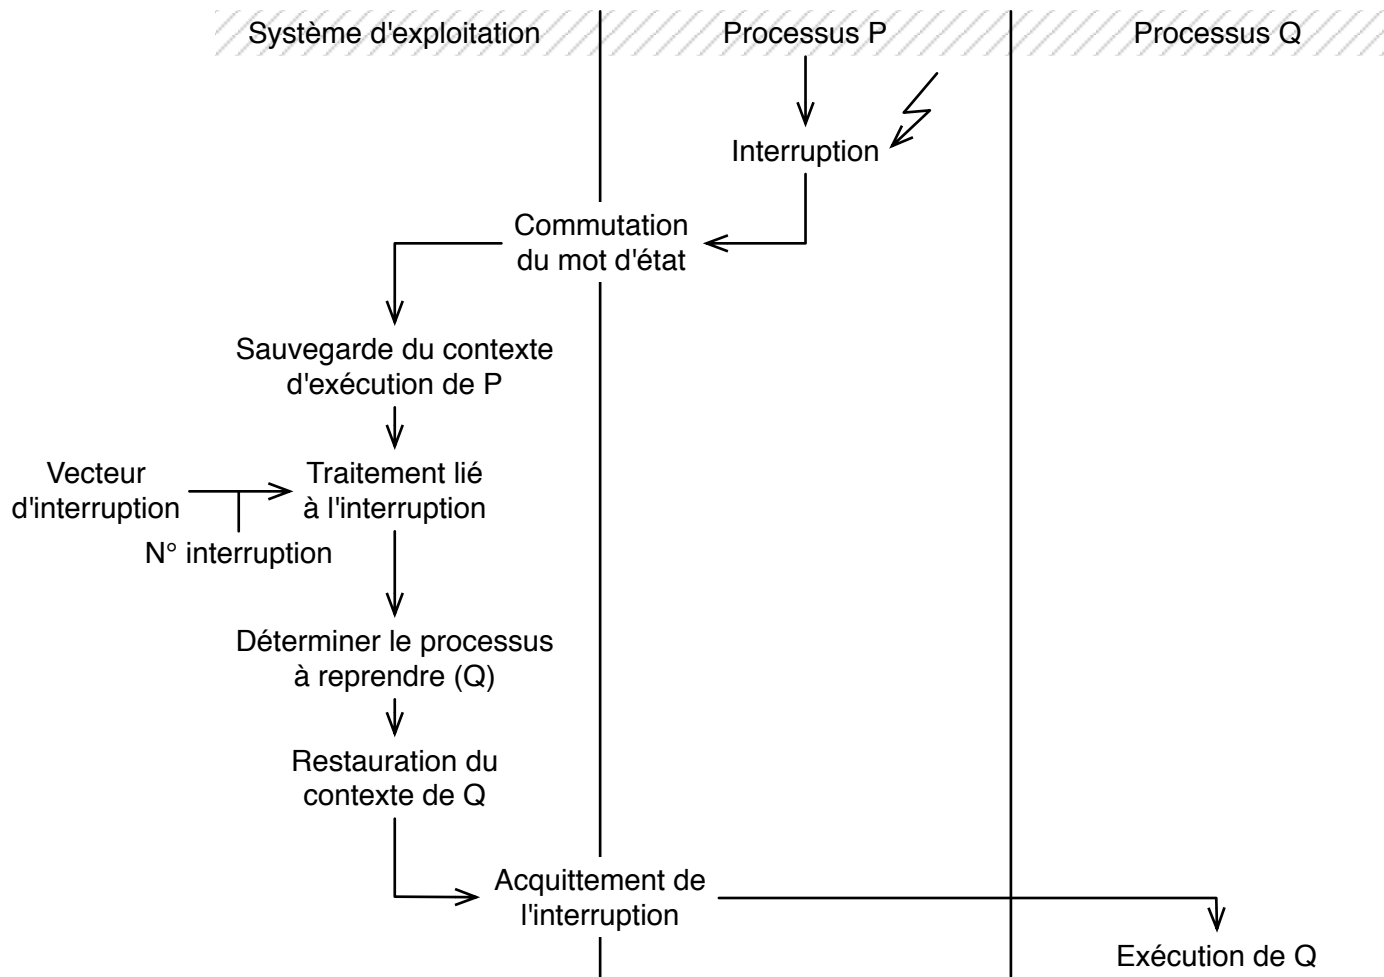 Système d'exploitation
Processus P
Processus Q
Interruption
Commutation
du mot d'état
Sauvegarde du contexte
d'exécution de P
Vecteur
d'interruption
N° interruption
Traitement lié
à l'interruption
Déterminer le processus
à reprendre (Q)
Restauration du
contexte de Q
Acquittement de
l'interruption
Exécution de Q